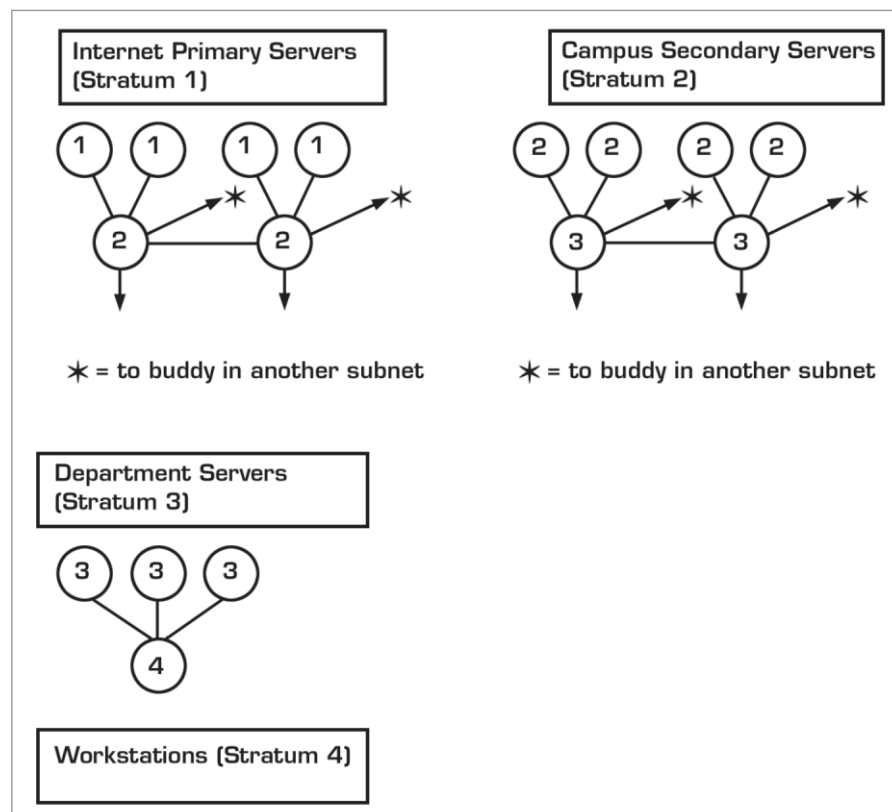 Internet Primary Servers
(Stratum 1)
1 1 1 1
2 2
✶ = to buddy in another subnet
Campus Secondary Servers
(Stratum 2)
2 2 2 2
3 3
✶ = to buddy in another subnet
Department Servers
(Stratum 3)
3 3 3
4
Workstations (Stratum 4)